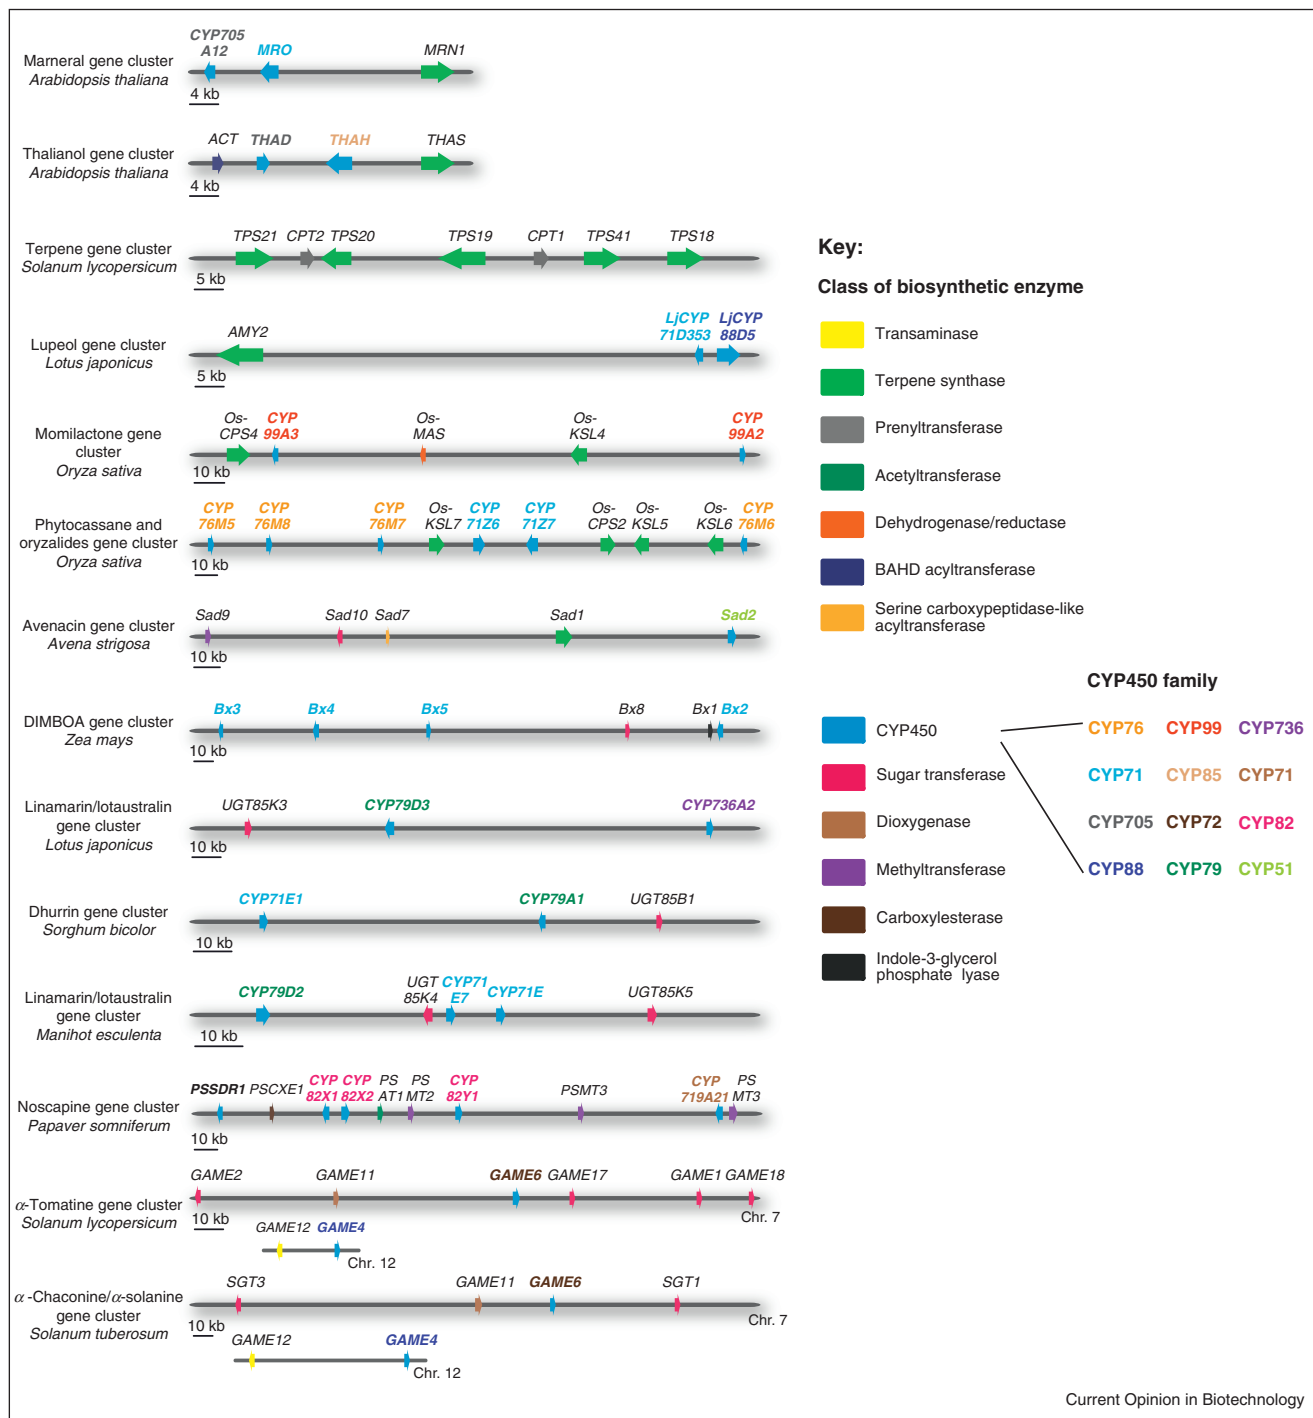 CYP705
A12
MRO
MRN1
Marneral gene cluster
Arabidopsis thaliana
4 kb
ACT
THAD
THAH
THAS
Thalianol gene cluster
Arabidopsis thaliana
4 kb
TPS21
CPT2
TPS20
TPS19
CPT1
TPS41
TPS18
Terpene gene cluster
Solanum lycopersicum
5 kb
AMY2
LjCYP
71D353
LjCYP
88D5
Lupeol gene cluster
Lotus japonicus
5 kb
Os-
CPS4
CYP
99A3
Os-
MAS
Os-
KSL4
CYP
99A2
Momilactone gene
cluster
Oryza sativa
10 kb
CYP
76M5
CYP
76M8
CYP
76M7
Os-
KSL7
CYP
71Z6
CYP
71Z7
Os-
CPS2
Os-
KSL5
Os-
KSL6
CYP
76M6
Phytocassane and
oryzalides gene cluster
Oryza sativa
10 kb
Sad9
Sad10
Sad7
Sad1
Sad2
Avenacin gene cluster
Avena strigosa
10 kb
Bx3
Bx4
Bx5
Bx8
Bx1
Bx2
DIMBOA gene cluster
Zea mays
10 kb
UGT85K3
CYP79D3
CYP736A2
Linamarin/lotaustralin
gene cluster
Lotus japonicus
10 kb
CYP71E1
CYP79A1
UGT85B1
Dhurrin gene cluster
Sorghum bicolor
10 kb
CYP79D2
UGT
85K4
CYP71
E7
CYP71E
UGT85K5
Linamarin/lotaustralin
gene cluster
Manihot esculenta
10 kb
PSSDR1
PSCXE1
CYP
82X1
CYP
82X2
PS
AT1
PS
MT2
CYP
82Y1
PSMT3
CYP
719A21
PS
MT3
Noscapine gene cluster
Papaver somniferum
10 kb
GAME2
GAME11
GAME6
GAME17
GAME1
GAME18
α-Tomatine gene cluster
Solanum lycopersicum
10 kb
Chr. 7
GAME12
GAME4
Chr. 12
SGT3
GAME11
GAME6
SGT1
α-Chaconine/α-solanine
gene cluster
Solanum tuberosum
10 kb
Chr. 7
GAME12
GAME4
Chr. 12
Key:
Class of biosynthetic enzyme
Transaminase
Terpene synthase
Prenyltransferase
Acetyltransferase
Dehydrogenase/reductase
BAHD acyltransferase
Serine carboxypeptidase-like
acyltransferase
CYP450
Sugar transferase
Dioxygenase
Methyltransferase
Carboxylesterase
Indole-3-glycerol
phosphate lyase
CYP450 family
CYP76 CYP99 CYP736
CYP71 CYP85 CYP71
CYP705 CYP72 CYP82
CYP88 CYP79 CYP51
Current Opinion in Biotechnology